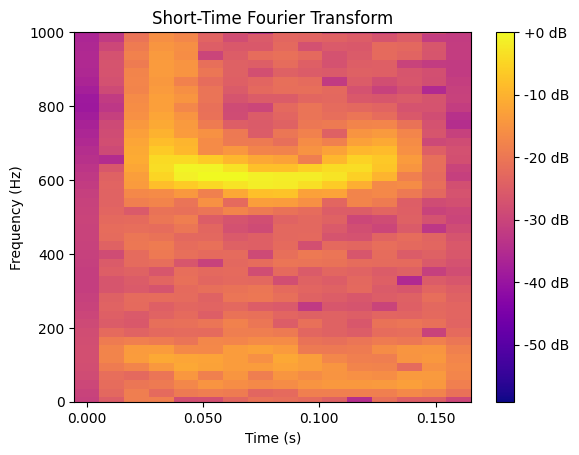 Short-Time Fourier Transform
1000
800
600
400
200
0
Frequency (Hz)
0.000
0.050
0.100
0.150
Time (s)
+0 dB
-10 dB
-20 dB
-30 dB
-40 dB
-50 dB